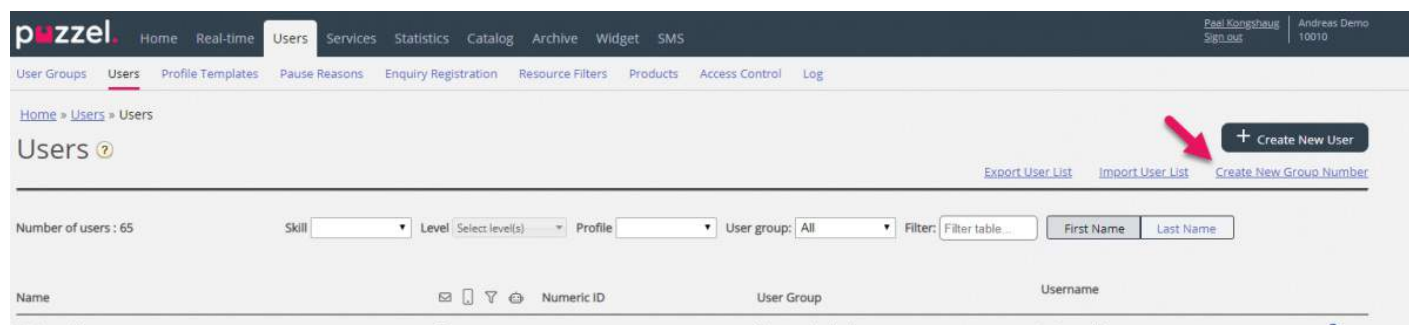 puzzel. Home Real-time Users Services Statistics Catalog Archive Widget SMS
Paal Kongshaug Andreas Demo
Sign out 10010
User Groups Users Profile Templates Pause Reasons Enquiry Registration Resource Filters Products Access Control Log
Home » Users » Users
Users ?
+ Create New User
Export User List Import User List Create New Group Number
Number of users : 65 Skill Level Select level(s) Profile User group: All Filter: Filter table... First Name Last Name
Name Numeric ID User Group Username